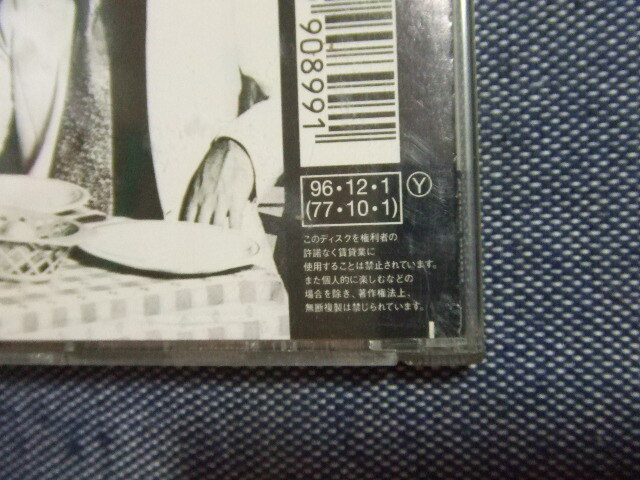 908991
96・12・1 Ⓨ
(77・10・1)
このディスクを権利者の
許諾なく賃貸業に
使用することは禁止されています。
また個人的に楽しむなどの
場合を除き、著作権法上、
無断複製は禁じられています。